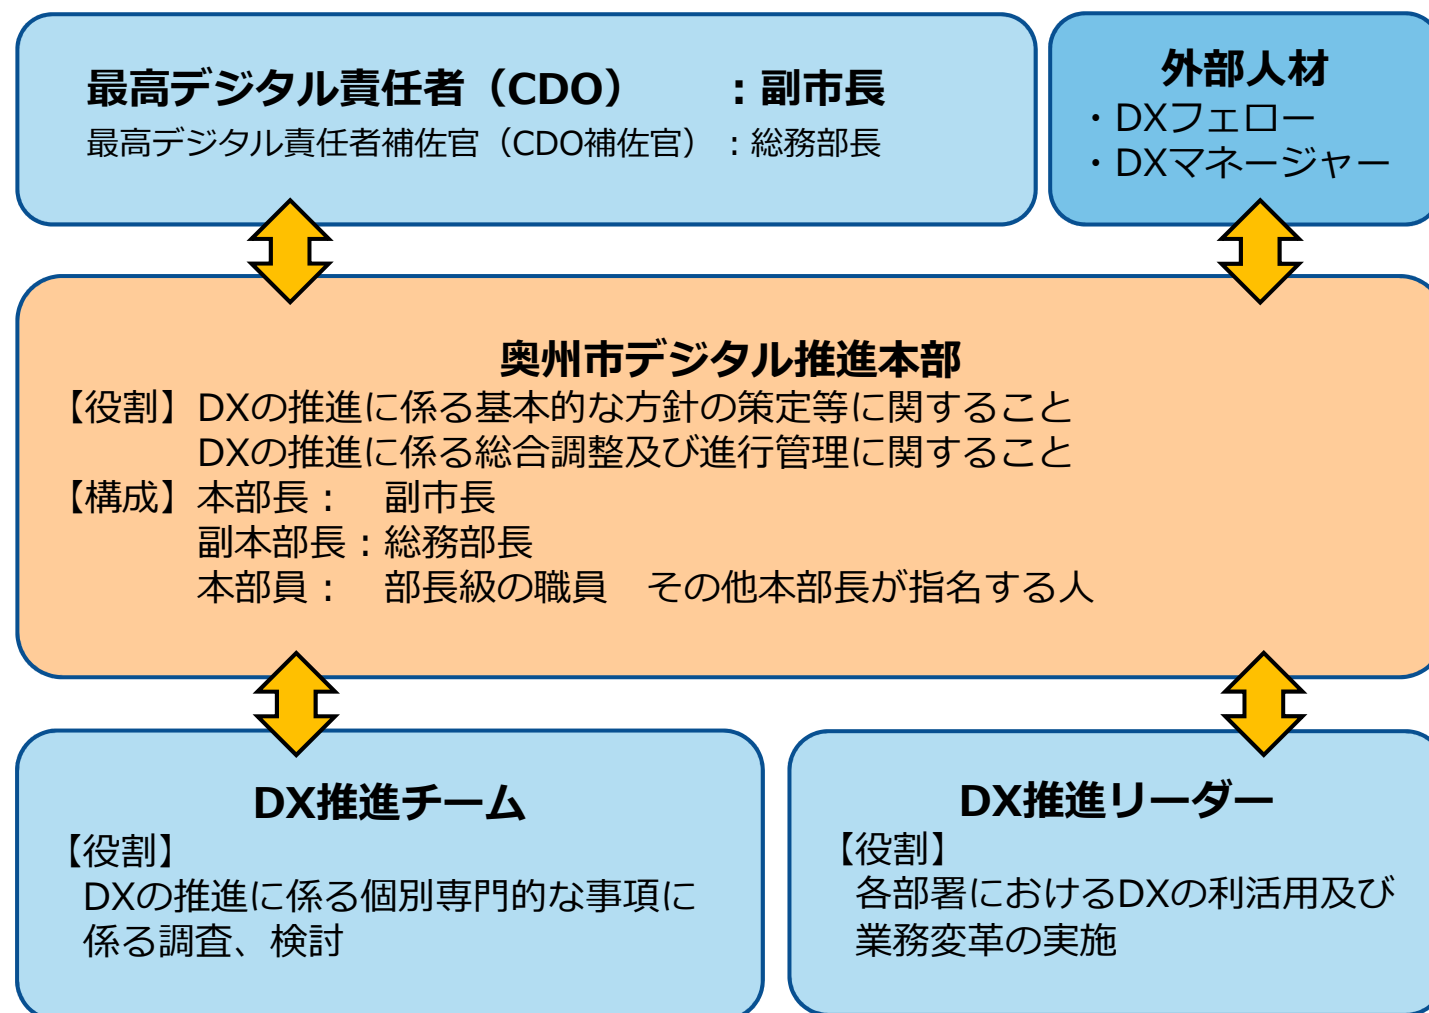 最高デジタル責任者（CDO）　　：副市長
最高デジタル責任者補佐官（CDO補佐官）：総務部長
外部人材
・DXフェロー
・DXマネージャー
奥州市デジタル推進本部
【役割】DXの推進に係る基本的な方針の策定等に関すること
DXの推進に係る総合調整及び進行管理に関すること
【構成】本部長：　副市長
副本部長：総務部長
本部員：　部長級の職員　その他本部長が指名する人
DX推進チーム
【役割】
DXの推進に係る個別専門的な事項に
係る調査、検討
DX推進リーダー
【役割】
各部署におけるDXの利活用及び
業務変革の実施